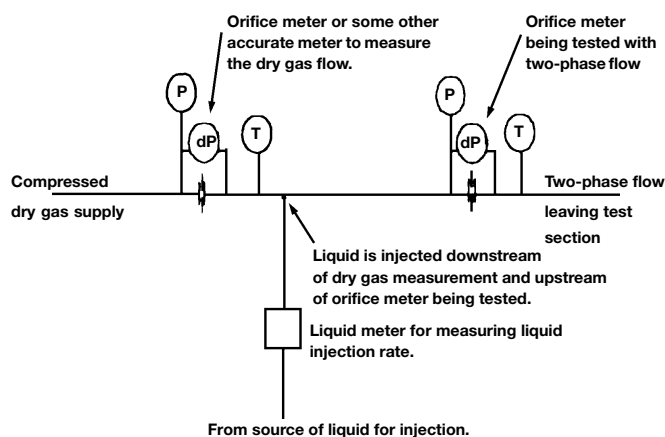 Orifice meter or some other
accurate meter to measure
the dry gas flow.
Orifice meter
being tested with
two-phase flow
P
dP
T
P
dP
T
Compressed
dry gas supply
Two-phase flow
leaving test
section
Liquid is injected downstream
of dry gas measurement and upstream
of orifice meter being tested.
Liquid meter for measuring liquid
injection rate.
From source of liquid for injection.